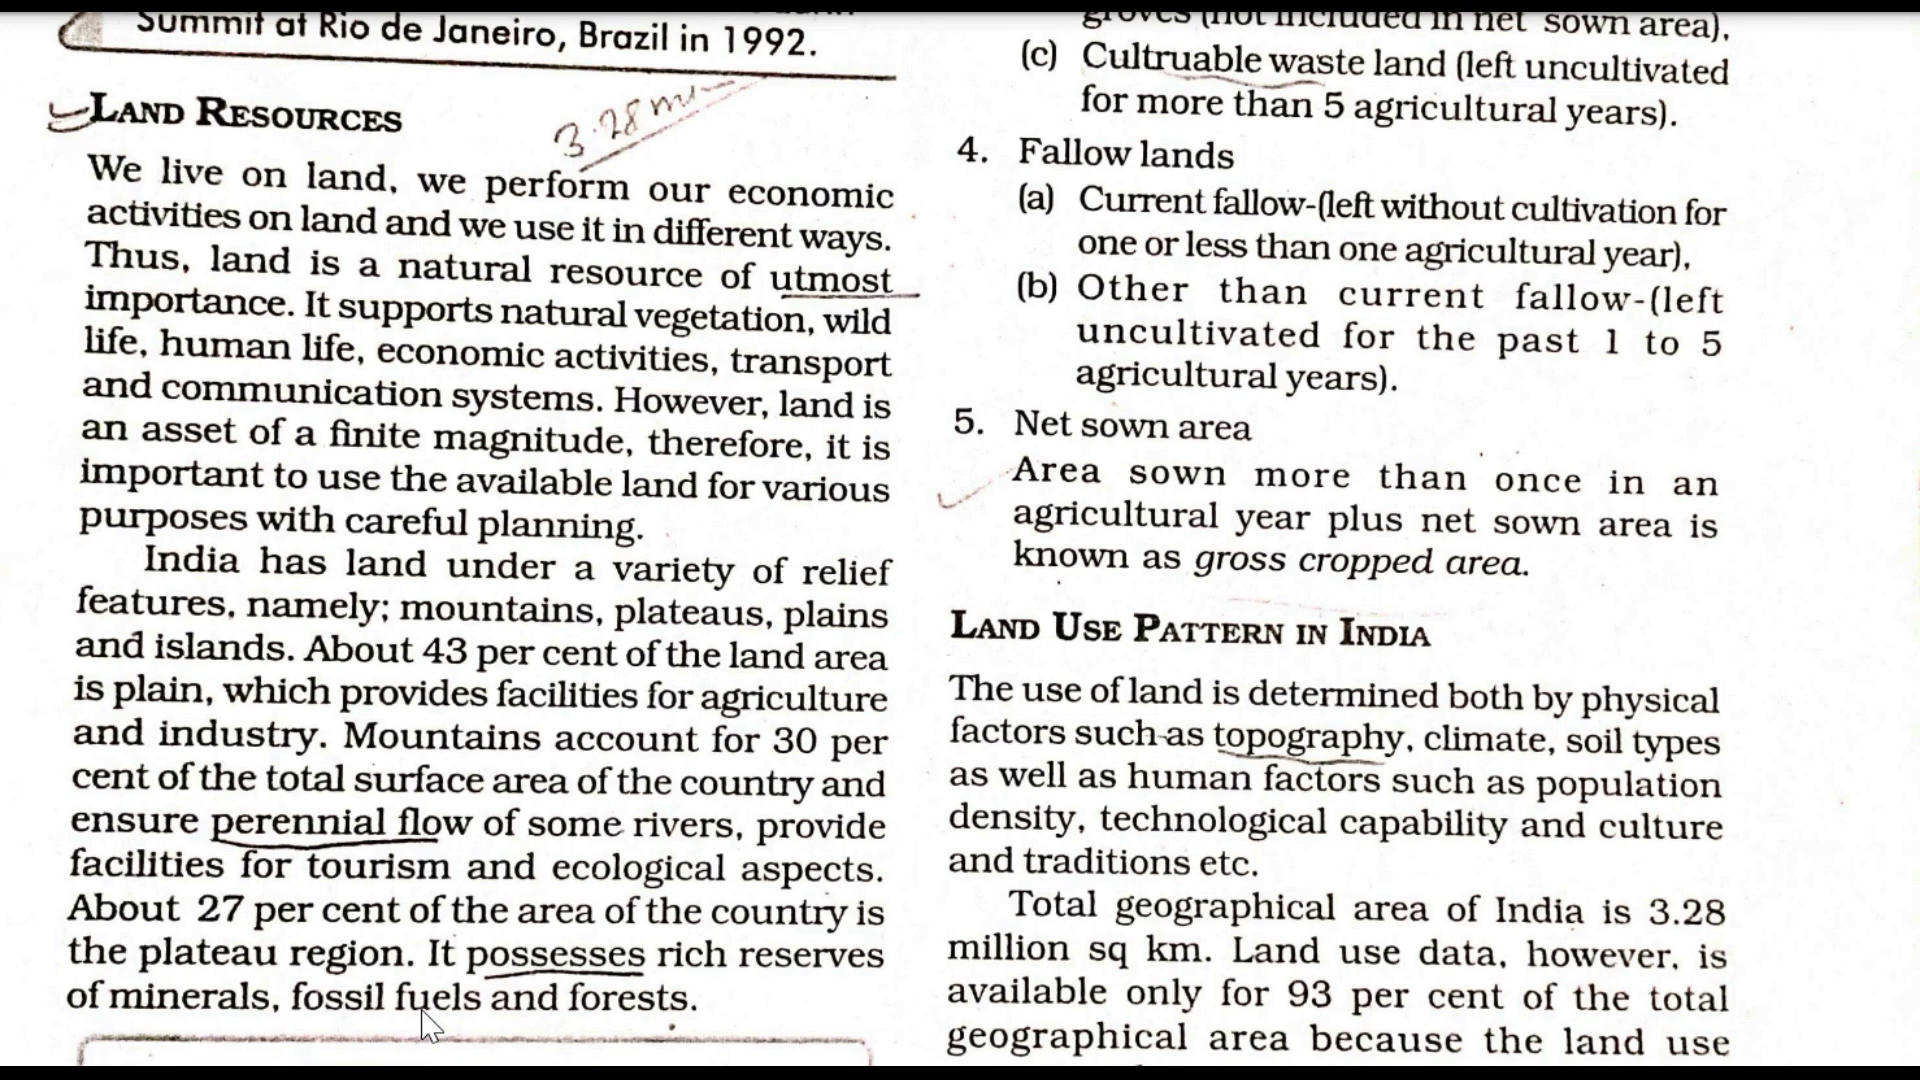 Summit at Rio de Janeiro, Brazil in 1992.
LAND RESOURCES
3.28
We live on land, we perform our economic
activities on land and we use it in different ways.
Thus, land is a natural resource of utmost
importance. It supports natural vegetation, wild
life, human life, economic activities, transport
and communication systems. However, land is
an asset of a finite magnitude, therefore, it is
important to use the available land for various
purposes with careful planning.
India has land under a variety of relief
features, namely; mountains, plateaus, plains
and islands. About 43 per cent of the land area
is plain, which provides facilities for agriculture
and industry. Mountains account for 30 per
cent of the total surface area of the country and
ensure perennial flow of some rivers, provide
facilities for tourism and ecological aspects.
About 27 per cent of the area of the country is
the plateau region. It possesses rich reserves
of minerals, fossil fuels and forests.
groves (not included in net sown area),
(c) Cultruable waste land (left uncultivated
for more than 5 agricultural years).
4. Fallow lands
(a) Current fallow-(left without cultivation for
one or less than one agricultural year),
(b) Other than current fallow-(left
uncultivated for the past 1 to 5
agricultural years).
5. Net sown area
Area sown more than once in an
agricultural year plus net sown area is
known as gross cropped area.
LAND USE PATTERN IN INDIA
The use of land is determined both by physical
factors such as topography, climate, soil types
as well as human factors such as population
density, technological capability and culture
and traditions etc.
Total geographical area of India is 3.28
million sq km. Land use data, however, is
available only for 93 per cent of the total
geographical area because the land use